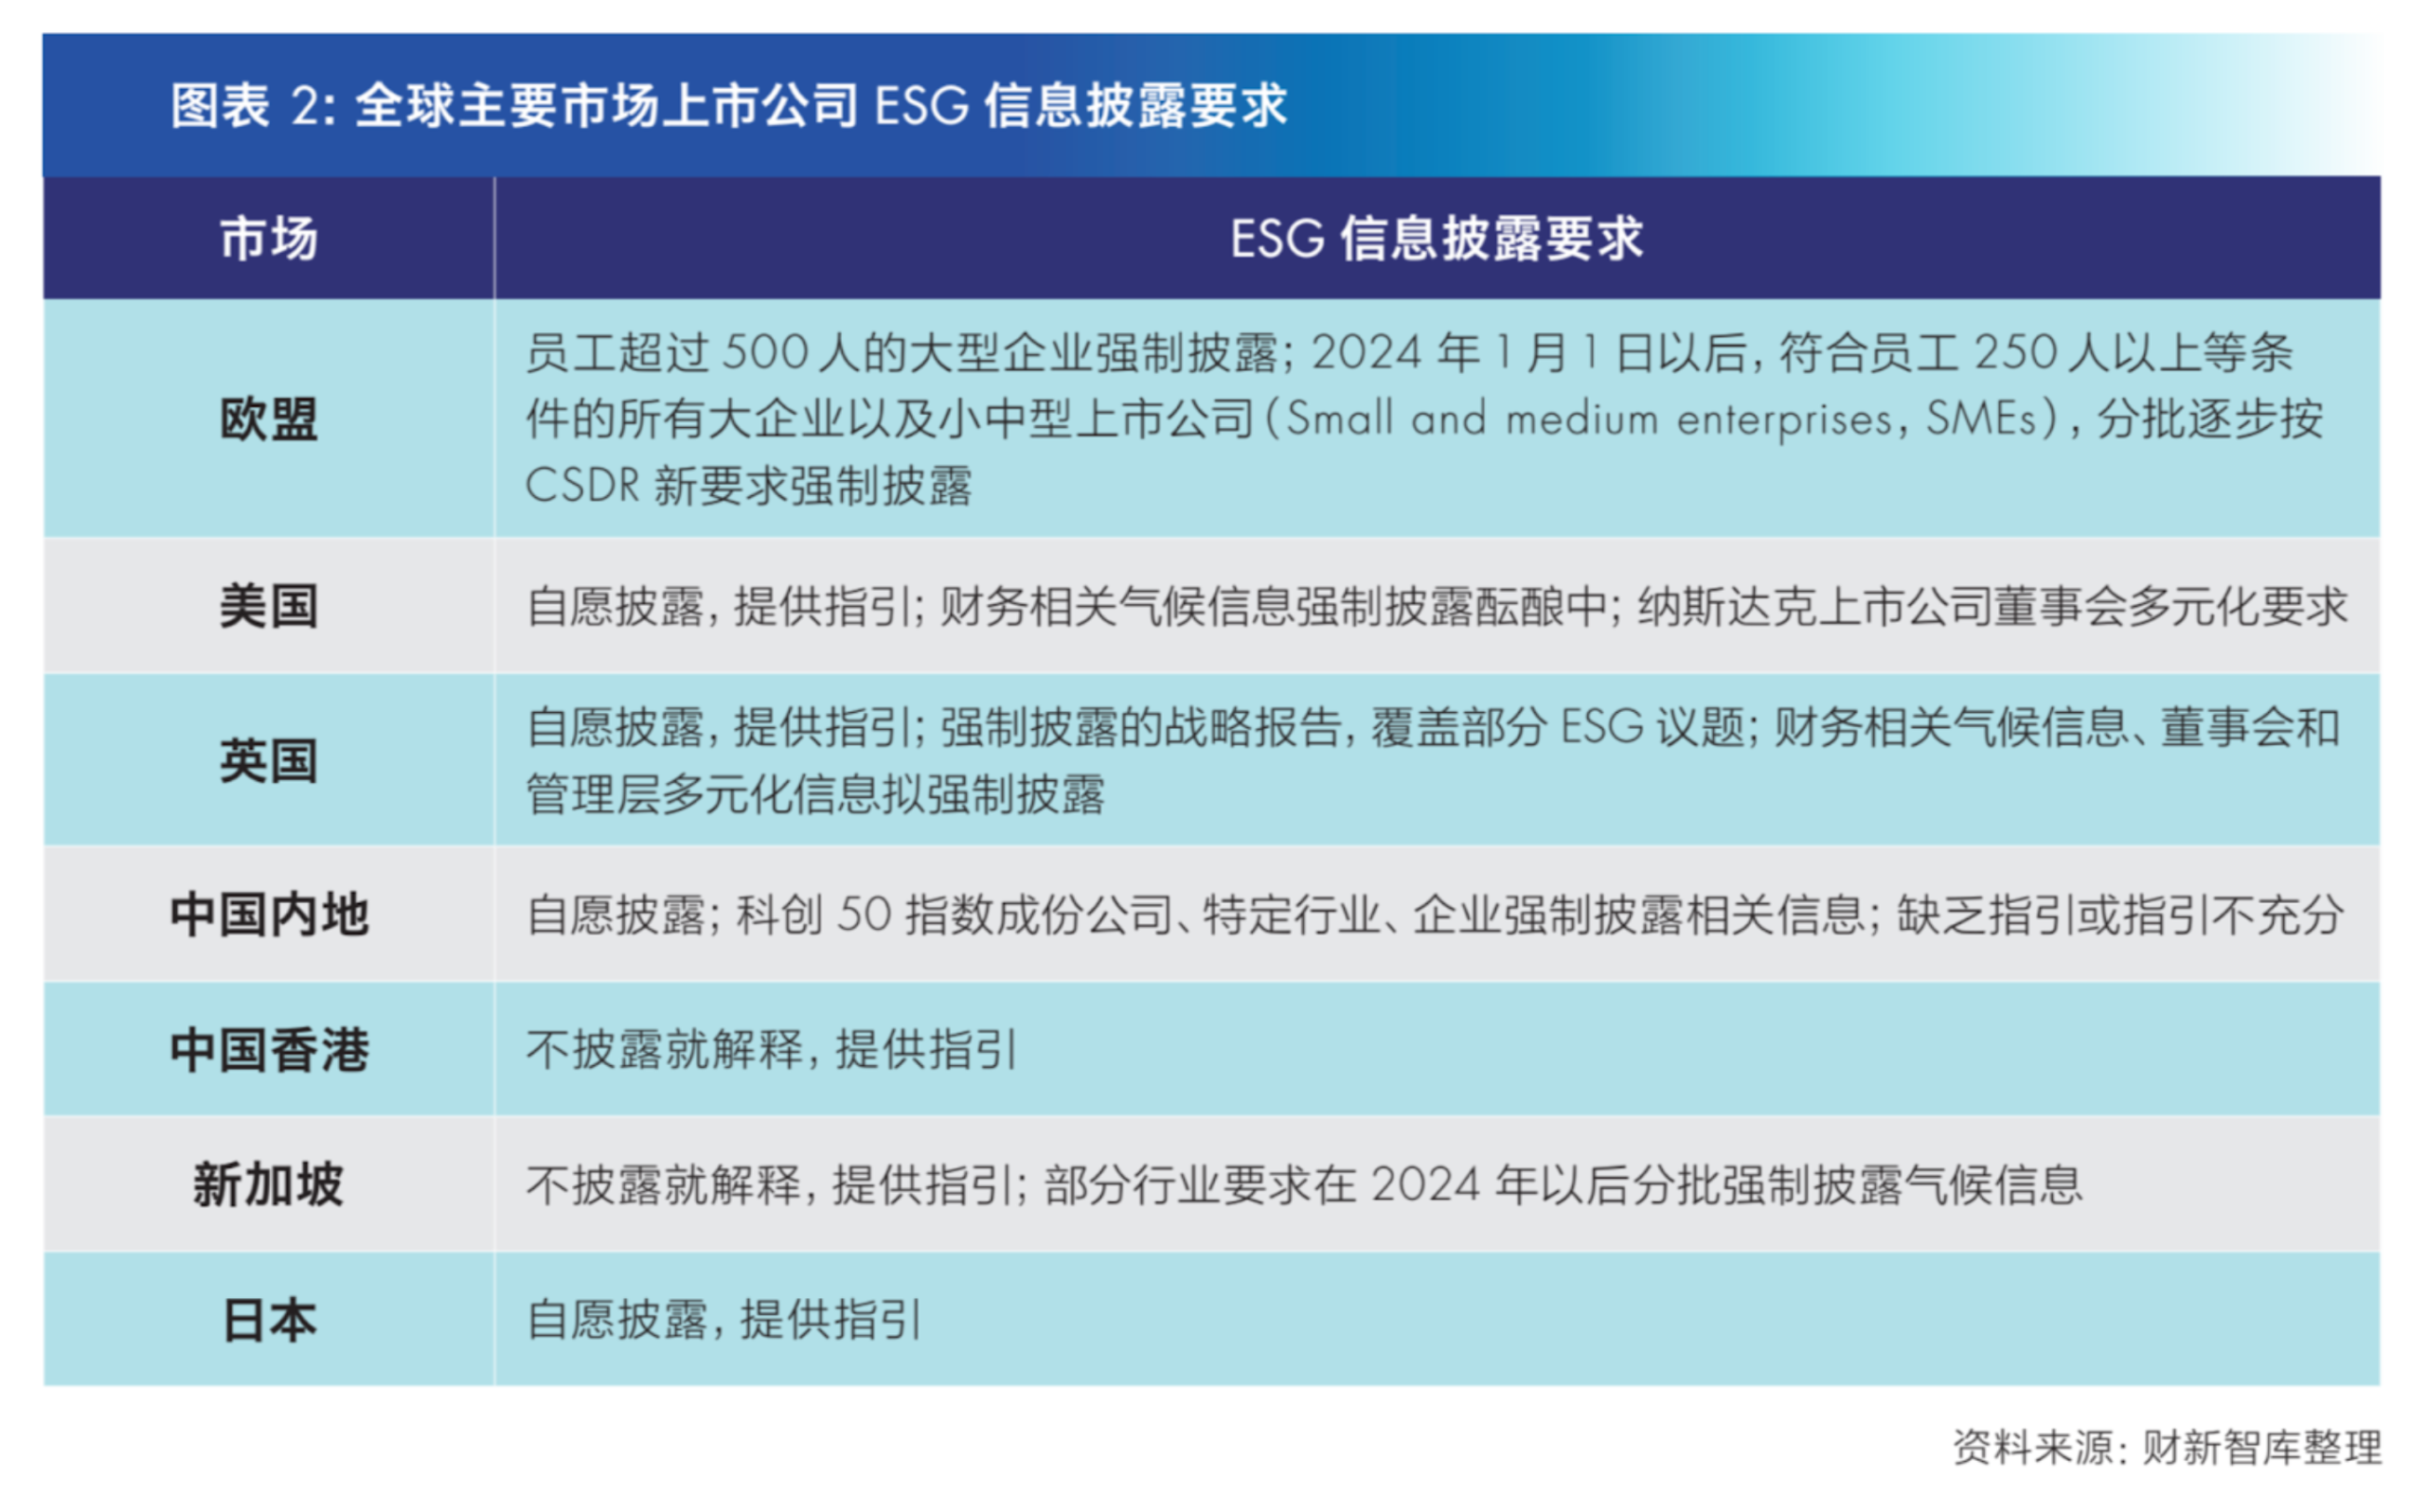 图表 2：全球主要市场上市公司 ESG 信息披露要求
市场
ESG 信息披露要求
欧盟
员工超过 500 人的大型企业强制披露；2024 年 1 月 1 日以后，符合员工 250 人以上等条
件的所有大企业以及小中型上市公司（Small and medium enterprises，SMEs），分批逐步按
CSDR 新要求强制披露
美国
自愿披露，提供指引；财务相关气候信息强制披露酝酿中；纳斯达克上市公司董事会多元化要求
英国
自愿披露，提供指引；强制披露的战略报告，覆盖部分 ESG 议题；财务相关气候信息、董事会和
管理层多元化信息拟强制披露
中国内地
自愿披露；科创 50 指数成份公司、特定行业、企业强制披露相关信息；缺乏指引或指引不充分
中国香港
不披露就解释，提供指引
新加坡
不披露就解释，提供指引；部分行业要求在 2024 年以后分批强制披露气候信息
日本
自愿披露，提供指引
资料来源：财新智库整理